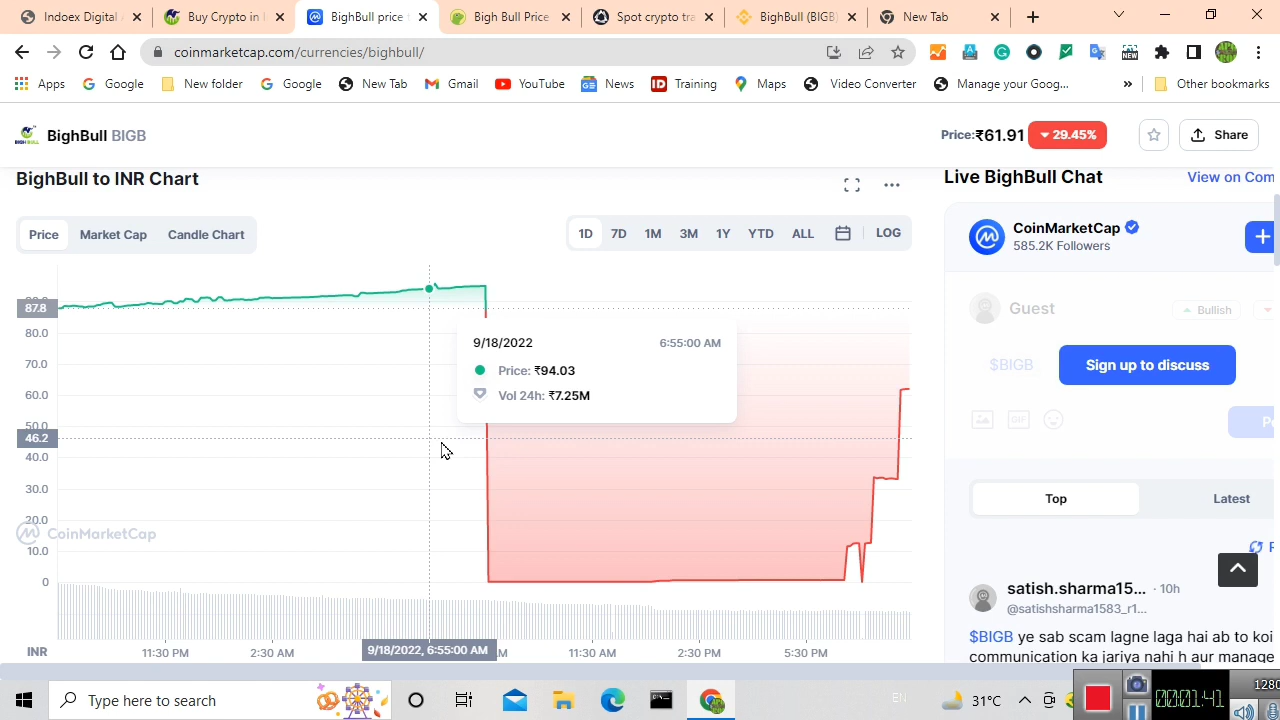 Indoex Digital A
Buy Crypto in I
BighBull price t
Bigh Bull Price
Spot crypto tra
BighBull (BIGB)
New Tab
coinmarketcap.com/currencies/bighbull/
Apps
Google
New folder
Google
New Tab
Gmail
YouTube
News
Training
Maps
Video Converter
Manage your Goog...
Other bookmarks
BighBull BIGB
Price:₹61.91
29.45%
Share
BighBull to INR Chart
Live BighBull Chat
View on Com
Price
Market Cap
Candle Chart
1D
7D
1M
3M
1Y
YTD
ALL
LOG
CoinMarketCap
585.2K Followers
Guest
Bullish
$BIGB
Sign up to discuss
GIF
Po
Top
Latest
satish.sharma15... · 10h
@satishsharma1583_r1...
$BIGB ye sab scam lagne laga hai ab to koi
communication ka jariya nahi h aur manage
87.8
80.0
70.0
60.0
50.0
46.2
40.0
30.0
20.0
10.0
0
9/18/2022
6:55:00 AM
Price: ₹94.03
Vol 24h: ₹7.25M
CoinMarketCap
INR
11:30 PM
2:30 AM
9/18/2022, 6:55:00 AM
11:30 AM
2:30 PM
5:30 PM
Type here to search
EN
31°C
00:01:41
1280